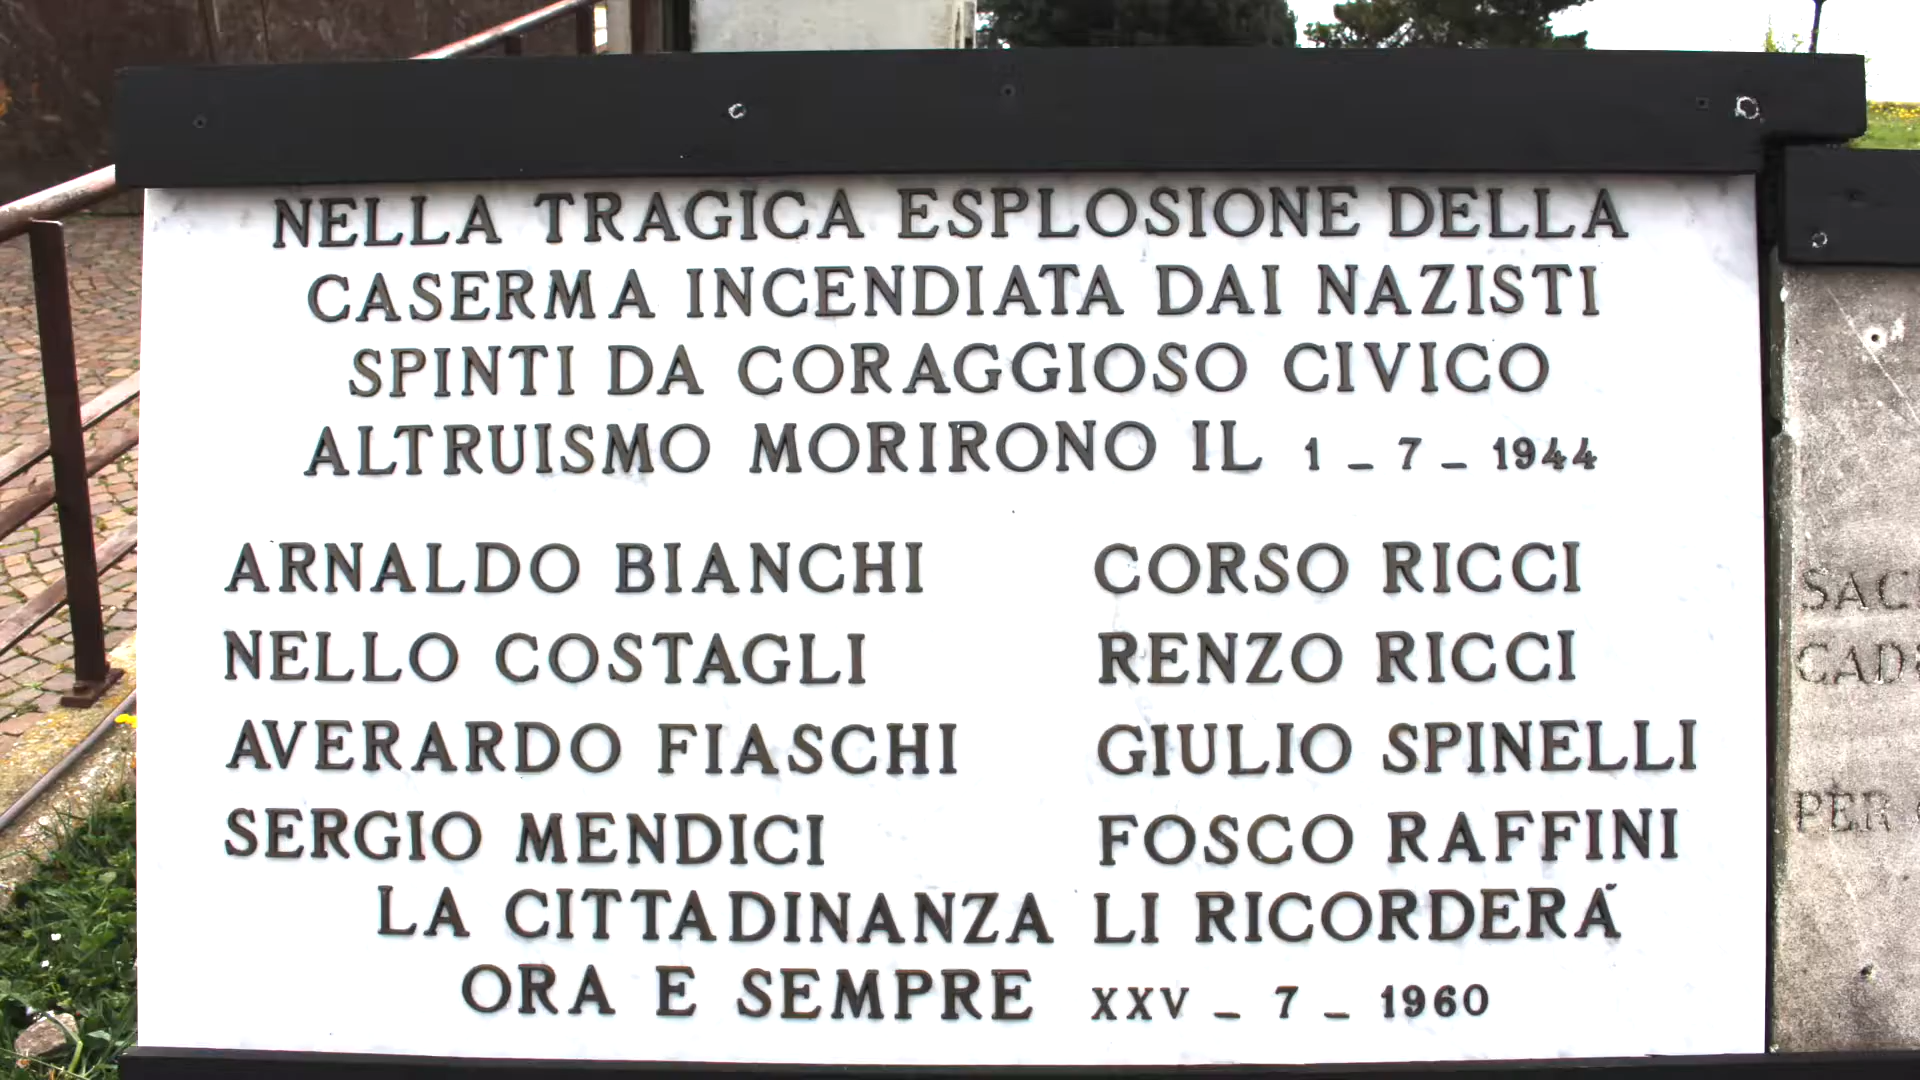 NELLA TRAGICA ESPLOSIONE DELLA
CASERMA INCENDIATA DAI NAZISTI
SPINTI DA CORAGGIOSO CIVICO
ALTRUISMO MORIRONO IL 1 - 7 - 1944
ARNALDO BIANCHI
NELLO COSTAGLI
AVERARDO FIASCHI
SERGIO MENDICI
CORSO RICCI
RENZO RICCI
GIULIO SPINELLI
FOSCO RAFFINI
LA CITTADINANZA LI RICORDERÁ
ORA E SEMPRE XXV - 7 - 1960
PER